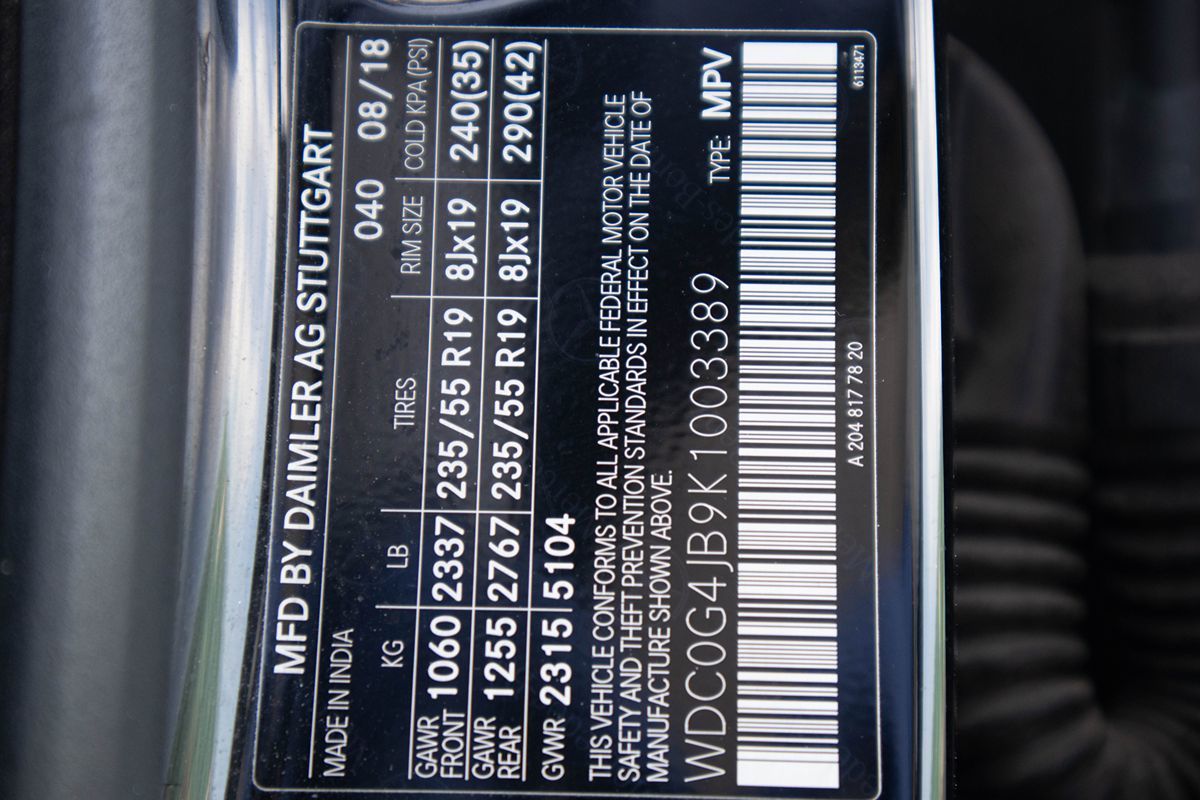 MFD BY DAIMLER AG STUTTGART
MADE IN INDIA 040 08/18
KG LB TIRES RIM SIZE COLD KPA (PSI)
GAWR FRONT 1060 2337 235/55 R19 8Jx19 240(35)
GAWR REAR 1255 2767 235/55 R19 8Jx19 290(42)
GVWR 2315 5104
THIS VEHICLE CONFORMS TO ALL APPLICABLE FEDERAL MOTOR VEHICLE
SAFETY AND THEFT PREVENTION STANDARDS IN EFFECT ON THE DATE OF
MANUFACTURE SHOWN ABOVE.
WDC0G4JB9K1003389 TYPE: MPV
A 204 817 78 20
6113471